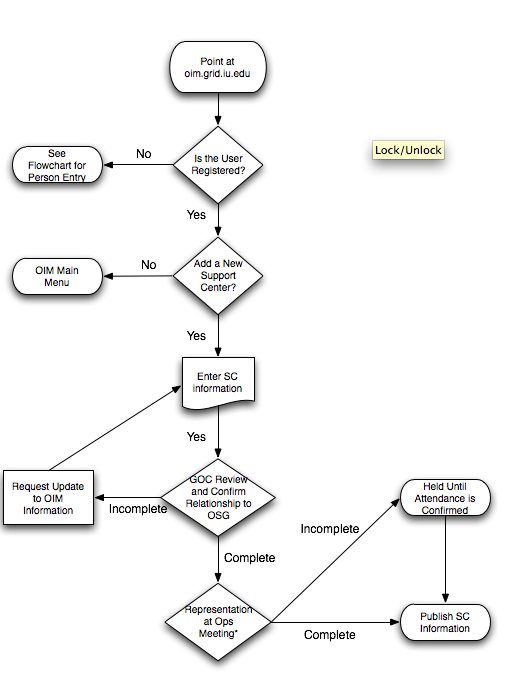 Point at
oim.grid.iu.edu
Lock/Unlock
See
Flowchart for
Person Entry
No
Is the User
Registered?
Yes
OIM Main
Menu
No
Add a New
Support
Center?
Yes
Enter SC
information
Yes
Request Update
to OIM
Information
Incomplete
GOC Review
and Confirm
Relationship to
OSG
Held Until
Attendance is
Confirmed
Incomplete
Complete
Representation
at Ops
Meeting*
Complete
Publish SC
Information